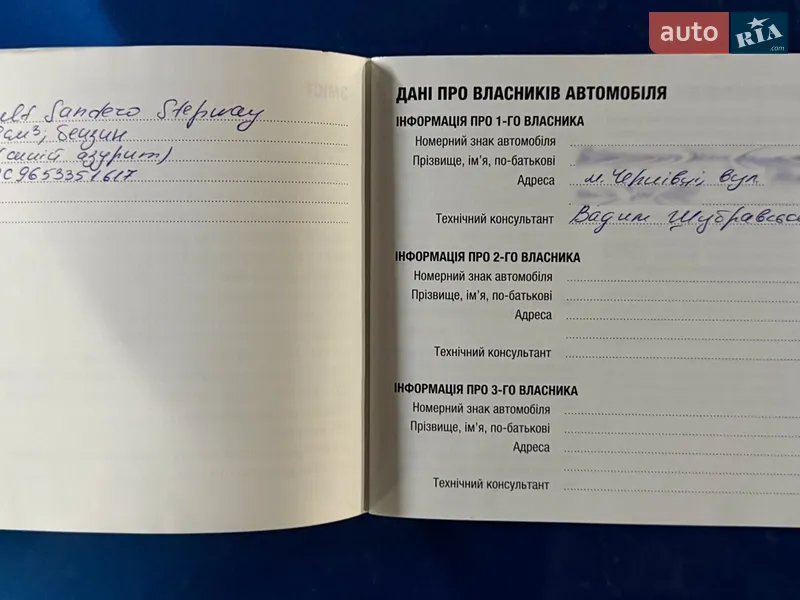 auto RIA .com
ult Sandero Stepway
см³, бензин
(синій азурит)
C9653351617
ДАНІ ПРО ВЛАСНИКІВ АВТОМОБІЛЯ
ІНФОРМАЦІЯ ПРО 1-ГО ВЛАСНИКА
Номерний знак автомобіля
Прізвище, ім'я, по-батькові
Адреса м. Чернівці, вул
Технічний консультант Вадим Шубравсь
ІНФОРМАЦІЯ ПРО 2-ГО ВЛАСНИКА
Номерний знак автомобіля
Прізвище, ім'я, по-батькові
Адреса
Технічний консультант
ІНФОРМАЦІЯ ПРО 3-ГО ВЛАСНИКА
Номерний знак автомобіля
Прізвище, ім'я, по-батькові
Адреса
Технічний консультант